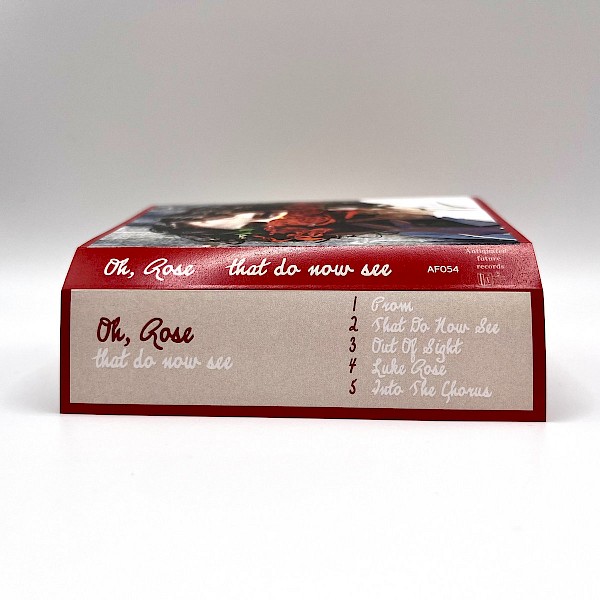 Oh, Rose that do now see AF054
Antiquated
future
records
Oh, Rose
that do now see
1 Prom
2 That Do Now See
3 Out Of Sight
4 Luke Rose
5 Into The Chorus